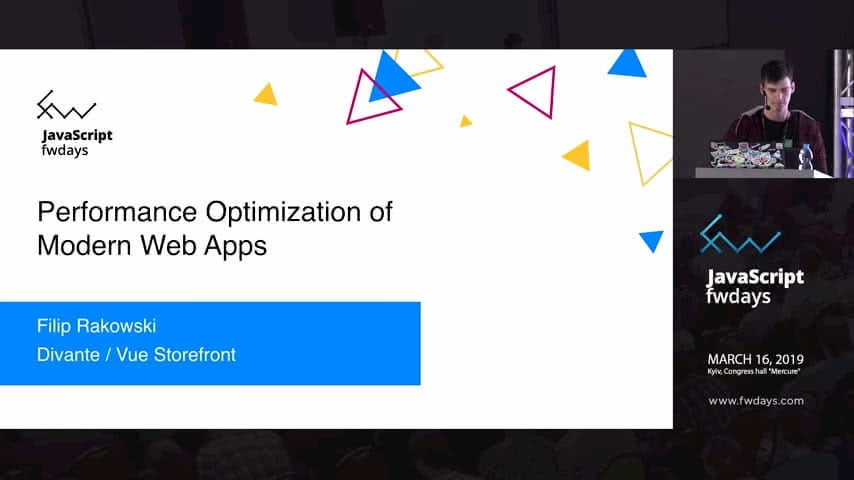 JavaScript
fwdays
Performance Optimization of
Modern Web Apps
Filip Rakowski
Divante / Vue Storefront
JavaScript
fwdays
MARCH 16, 2019
Kyiv, Congress hall "Mercure"
www.fwdays.com